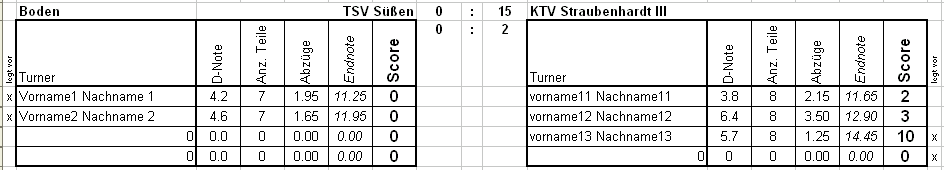 Boden TSV Süßen 0 : 15 KTV Straubenhardt III
0 : 2
legt vor Turner D-Note Anz. Teile Abzüge Endnote Score Turner D-Note Anz. Teile Abzüge Endnote Score legt vor
x Vorname1 Nachname 1 4.2 7 1.95 11.25 0 vorname11 Nachname11 3.8 8 2.15 11.65 2
x Vorname2 Nachname 2 4.6 7 1.65 11.95 0 vorname12 Nachname12 6.4 8 3.50 12.90 3
0 0.0 0 0.00 0.00 0 vorname13 Nachname13 5.7 8 1.25 14.45 10 x
0 0.0 0 0.00 0.00 0 0 0 0 0.00 0.00 0 x